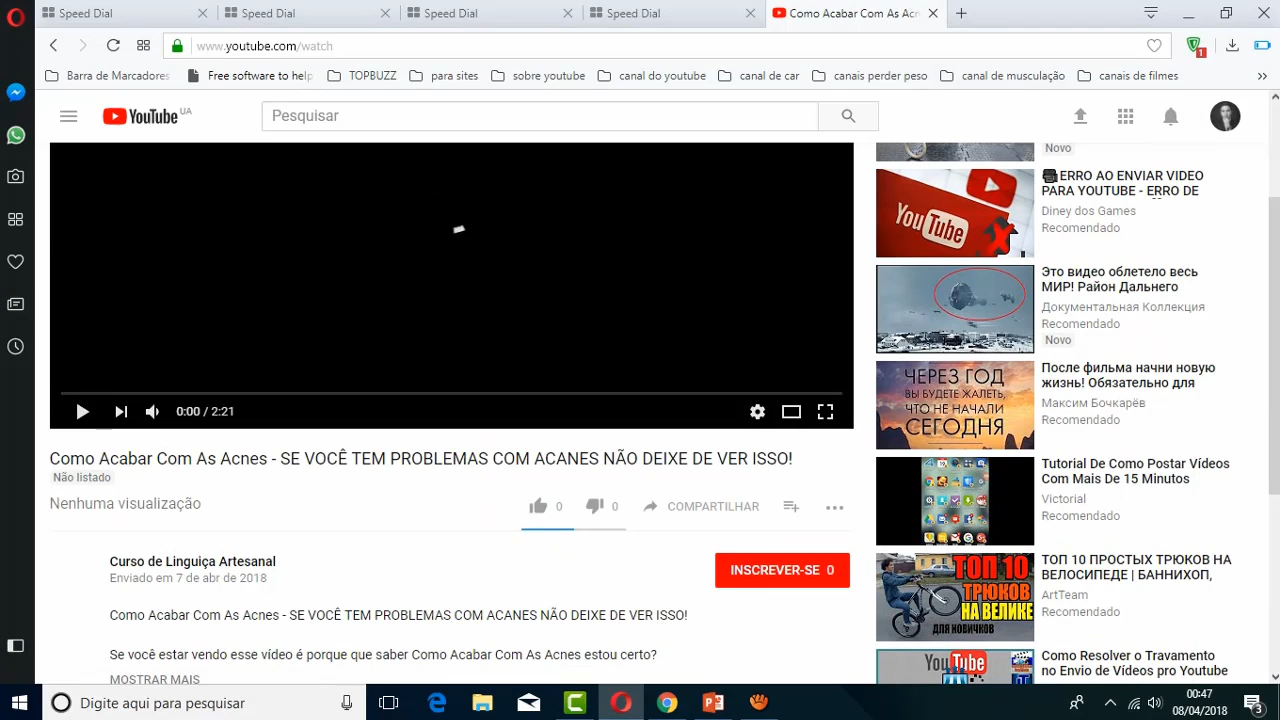 Speed Dial
Speed Dial
Speed Dial
Speed Dial
Como Acabar Com As Acn
www.youtube.com/watch
1
Barra de Marcadores
Free software to help
TOPBUZZ
para sites
sobre youtube
canal do youtube
canal de car
canais perder peso
canal de musculação
canais de filmes
»
YouTube UA
Pesquisar
0:00 / 2:21
Como Acabar Com As Acnes - SE VOCÊ TEM PROBLEMAS COM ACANES NÃO DEIXE DE VER ISSO!
Não listado
Nenhuma visualização
0
0
COMPARTILHAR
Curso de Linguiça Artesanal
Enviado em 7 de abr de 2018
INSCREVER-SE 0
Como Acabar Com As Acnes - SE VOCÊ TEM PROBLEMAS COM ACANES NÃO DEIXE DE VER ISSO!
Se você estar vendo esse vídeo é porque que saber Como Acabar Com As Acnes estou certo?
MOSTRAR MAIS
Novo
You Tube
ERRO AO ENVIAR VIDEO
PARA YOUTUBE - ERRO DE
Diney dos Games
Recomendado
Это видео облетело весь
МИР! Район Дальнего
Документальная Коллекция
Recomendado
Novo
ЧЕРЕЗ ГОД
ВЫ БУДЕТЕ ЖАЛЕТЬ,
ЧТО НЕ НАЧАЛИ
СЕГОДНЯ
После фильма начни новую
жизнь! Обязательно для
Максим Бочкарёв
Recomendado
Tutorial De Como Postar Vídeos
Com Mais De 15 Minutos
Victorial
Recomendado
ТОП 10
ТРЮКОВ
НА ВЕЛИКЕ
ДЛЯ НОВИЧКОВ
ТОП 10 ПРОСТЫХ ТРЮКОВ НА
ВЕЛОСИПЕДЕ | БАННИХОП,
ArtTeam
Recomendado
You Tube
Como Resolver o Travamento
no Envio de Vídeos pro Youtube
Digite aqui para pesquisar
00:47
08/04/2018
3